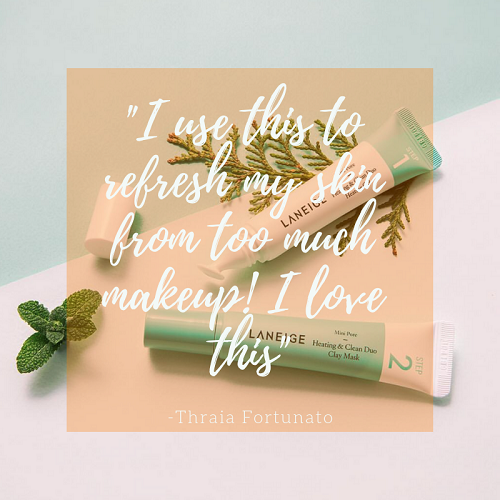 "I use this to
refresh my skin
from too much
makeup! I love
this"
-Thraia Fortunato
LANEIGE
1
LANEIGE
Mini Pore
Heating & Clean Duo
Clay Mask
STEP
2